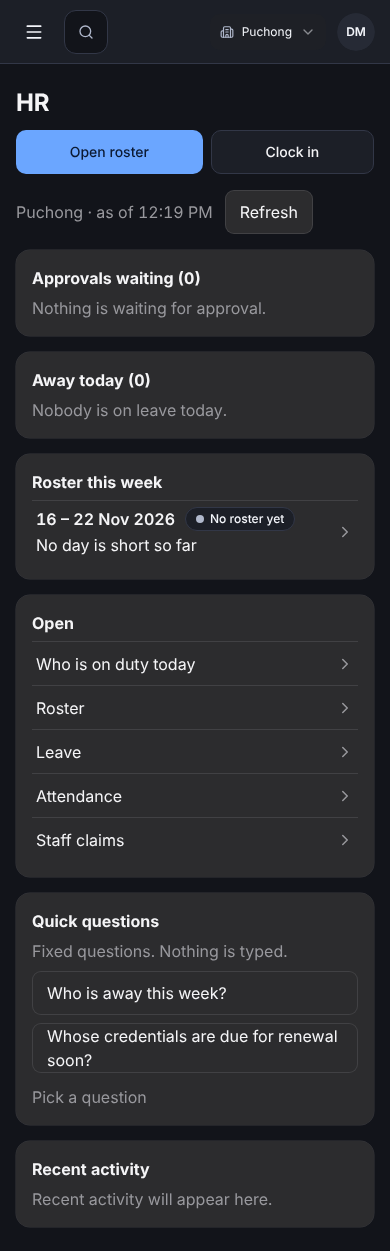 Puchong
DM
HR
Open roster
Clock in
Puchong · as of 12:19 PM
Refresh
Approvals waiting (0)
Nothing is waiting for approval.
Away today (0)
Nobody is on leave today.
Roster this week
16 – 22 Nov 2026
No roster yet
No day is short so far
Open
Who is on duty today
Roster
Leave
Attendance
Staff claims
Quick questions
Fixed questions. Nothing is typed.
Who is away this week?
Whose credentials are due for renewal
soon?
Pick a question
Recent activity
Recent activity will appear here.